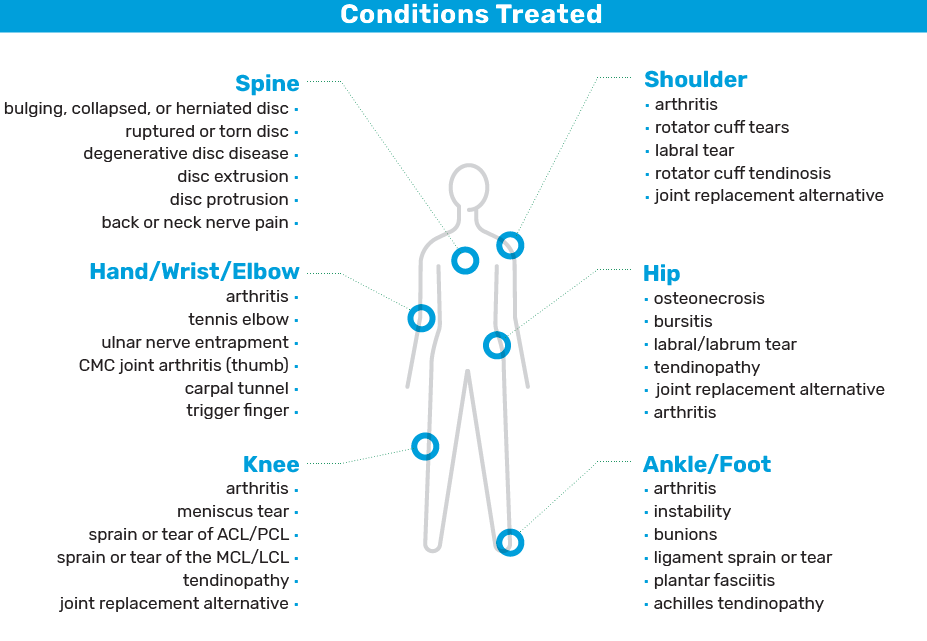 Conditions Treated
Spine
bulging, collapsed, or herniated disc
ruptured or torn disc
degenerative disc disease
disc extrusion
disc protrusion
back or neck nerve pain
Hand/Wrist/Elbow
arthritis
tennis elbow
ulnar nerve entrapment
CMC joint arthritis (thumb)
carpal tunnel
trigger finger
Knee
arthritis
meniscus tear
sprain or tear of ACL/PCL
sprain or tear of the MCL/LCL
tendinopathy
joint replacement alternative
Shoulder
arthritis
rotator cuff tears
labral tear
rotator cuff tendinosis
joint replacement alternative
Hip
osteonecrosis
bursitis
labral/labrum tear
tendinopathy
joint replacement alternative
arthritis
Ankle/Foot
arthritis
instability
bunions
ligament sprain or tear
plantar fasciitis
achilles tendinopathy